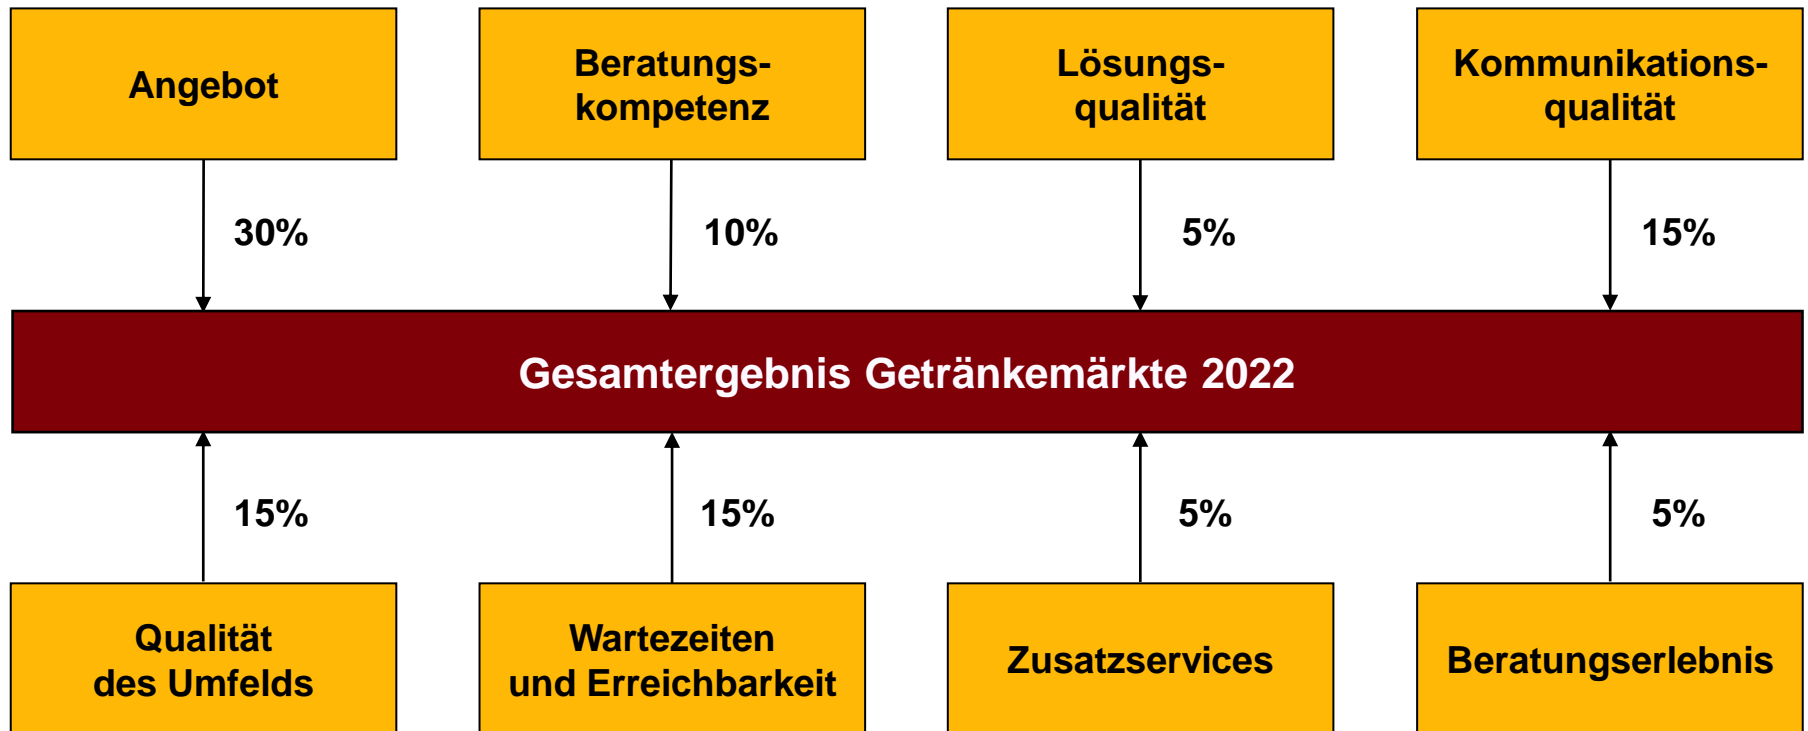 Angebot
Beratungs-
kompetenz
Lösungs-
qualität
Kommunikations-
qualität
30%
10%
5%
15%
Gesamtergebnis Getränkemärkte 2022
15%
15%
5%
5%
Qualität
des Umfelds
Wartezeiten
und Erreichbarkeit
Zusatzservices
Beratungserlebnis